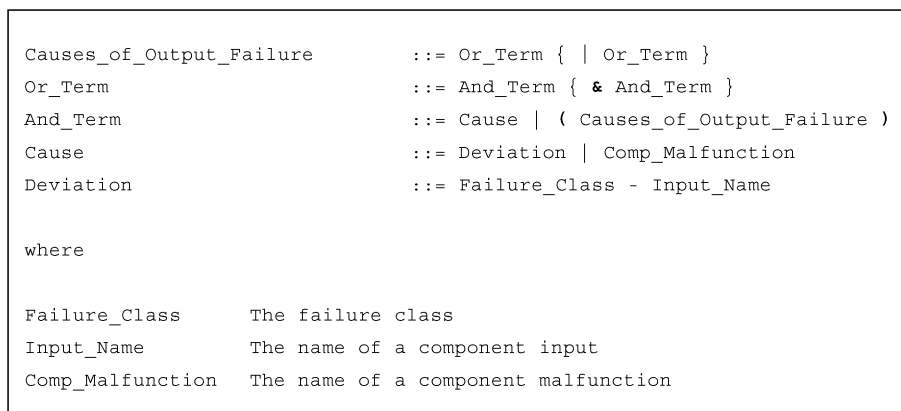 Causes_of_Output_Failure ::= Or_Term { | Or_Term }
Or_Term ::= And_Term { & And_Term }
And_Term ::= Cause | ( Causes_of_Output_Failure )
Cause ::= Deviation | Comp_Malfunction
Deviation ::= Failure_Class - Input_Name
where
Failure_Class The failure class
Input_Name The name of a component input
Comp_Malfunction The name of a component malfunction